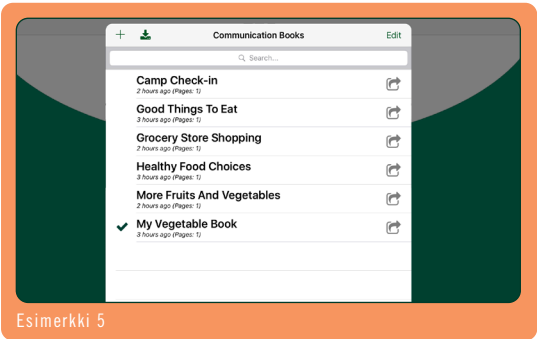 Communication Books
Edit
Search...
Camp Check-in
2 hours ago (Pages: 1)
Good Things To Eat
3 hours ago (Pages: 1)
Grocery Store Shopping
2 hours ago (Pages: 1)
Healthy Food Choices
3 hours ago (Pages: 1)
More Fruits And Vegetables
2 hours ago (Pages: 1)
My Vegetable Book
3 hours ago (Pages: 1)
Esimerkki 5